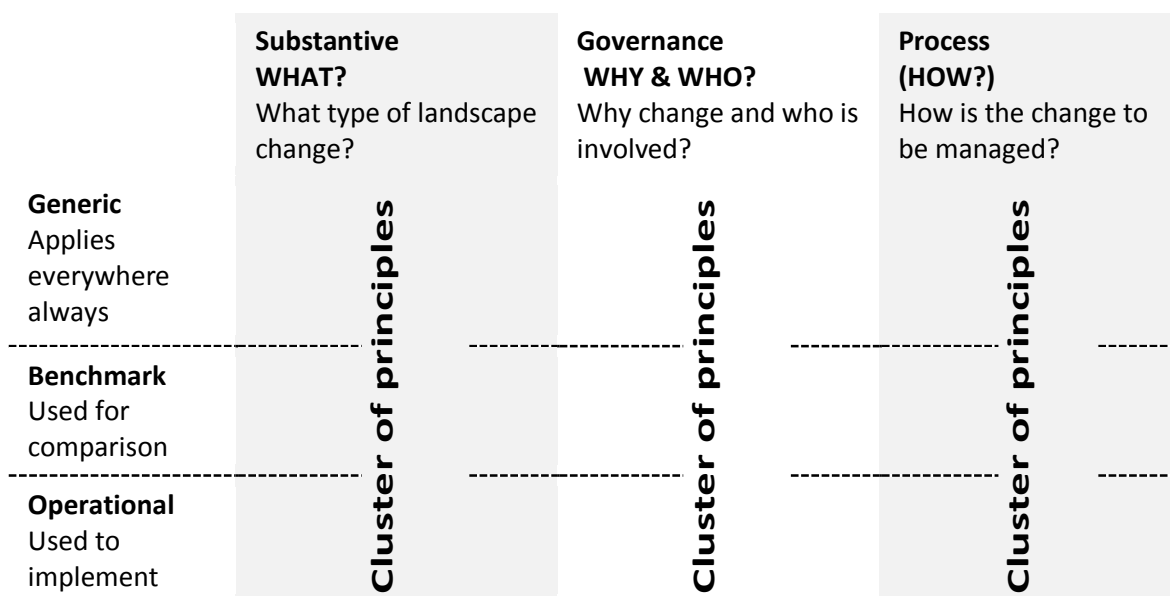 Substantive
WHAT?
What type of landscape
change?
Governance
WHY & WHO?
Why change and who is
involved?
Process
(HOW?)
How is the change to
be managed?
Generic
Applies
everywhere
always
Benchmark
Used for
comparison
Operational
Used to
implement
Cluster of principles
Cluster of principles
Cluster of principles